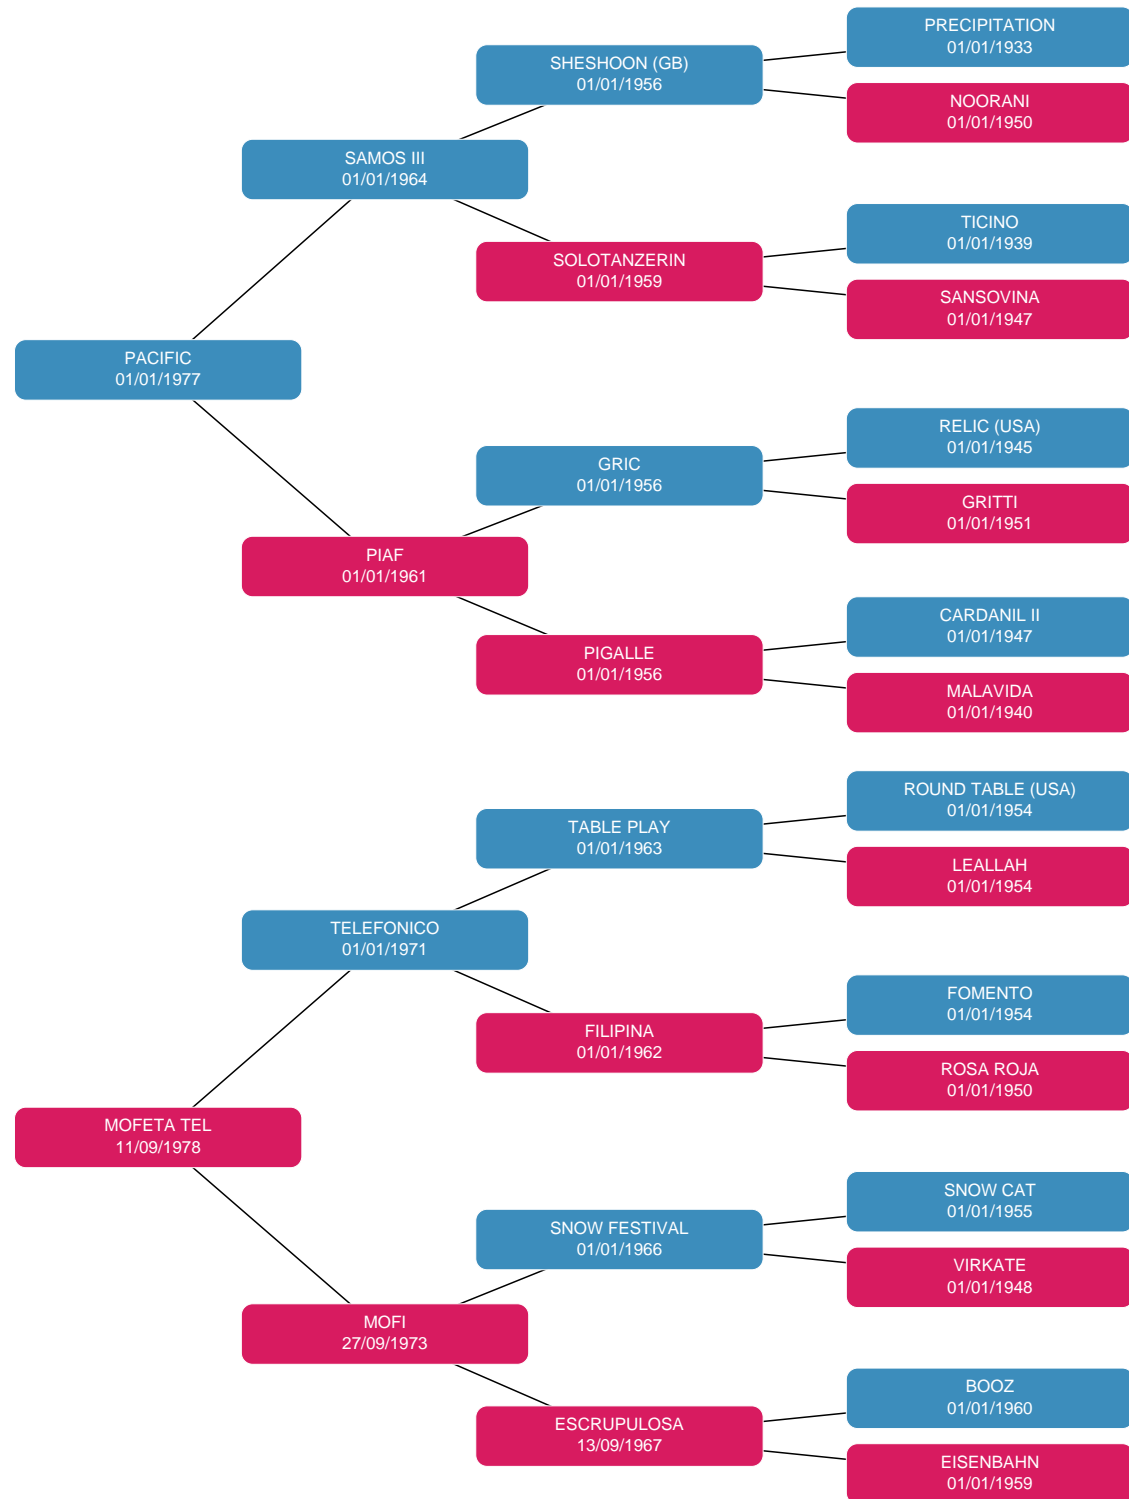 PRECIPITATION
01/01/1933
SHESHOON (GB)
01/01/1956
NOORANI
01/01/1950
SAMOS III
01/01/1964
TICINO
01/01/1939
SOLOTANZERIN
01/01/1959
SANSOVINA
01/01/1947
PACIFIC
01/01/1977
RELIC (USA)
01/01/1945
GRIC
01/01/1956
GRITTI
01/01/1951
PIAF
01/01/1961
CARDANIL II
01/01/1947
PIGALLE
01/01/1956
MALAVIDA
01/01/1940
ROUND TABLE (USA)
01/01/1954
TABLE PLAY
01/01/1963
LEALLAH
01/01/1954
TELEFONICO
01/01/1971
FOMENTO
01/01/1954
FILIPINA
01/01/1962
ROSA ROJA
01/01/1950
MOFETA TEL
11/09/1978
SNOW CAT
01/01/1955
SNOW FESTIVAL
01/01/1966
VIRKATE
01/01/1948
MOFI
27/09/1973
BOOZ
01/01/1960
ESCRUPULOSA
13/09/1967
EISENBAHN
01/01/1959